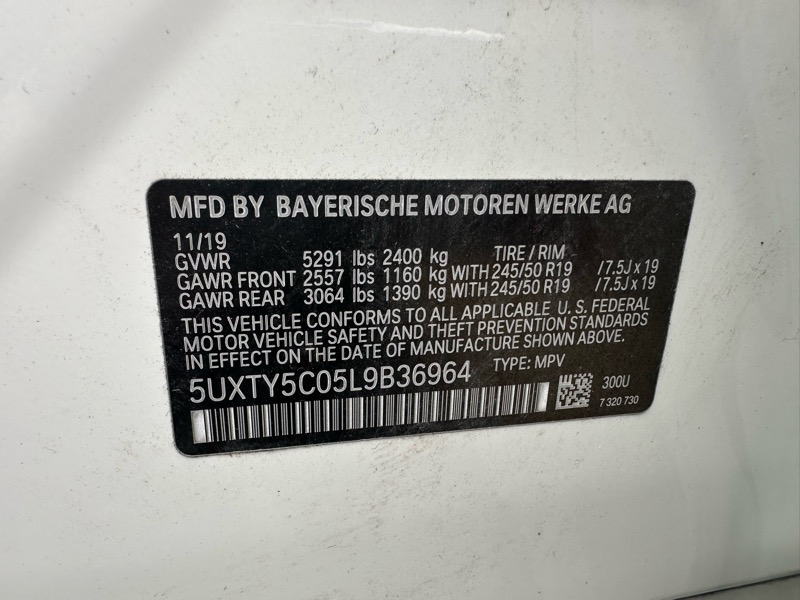 MFD BY BAYERISCHE MOTOREN WERKE AG
11/19
GVWR 5291 lbs 2400 kg TIRE / RIM
GAWR FRONT 2557 lbs 1160 kg WITH 245/50 R19 / 7.5J x 19
GAWR REAR 3064 lbs 1390 kg WITH 245/50 R19 / 7.5J x 19
THIS VEHICLE CONFORMS TO ALL APPLICABLE U. S. FEDERAL
MOTOR VEHICLE SAFETY AND THEFT PREVENTION STANDARDS
IN EFFECT ON THE DATE OF MANUFACTURE SHOWN ABOVE.
5UXTY5C05L9B36964 TYPE: MPV
300U
7 320 730